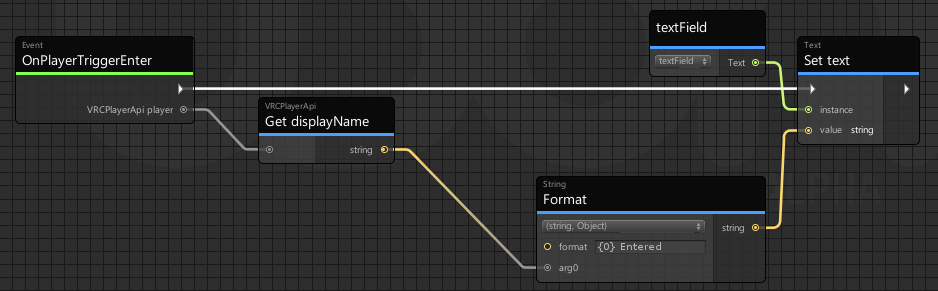 Event
OnPlayerTriggerEnter
VRCPlayerApi player
VRCPlayerApi
Get displayName
string
textField
textField
Text
Text
Set text
instance
value string
String
Format
(string, Object)
string
format {0} Entered
arg0